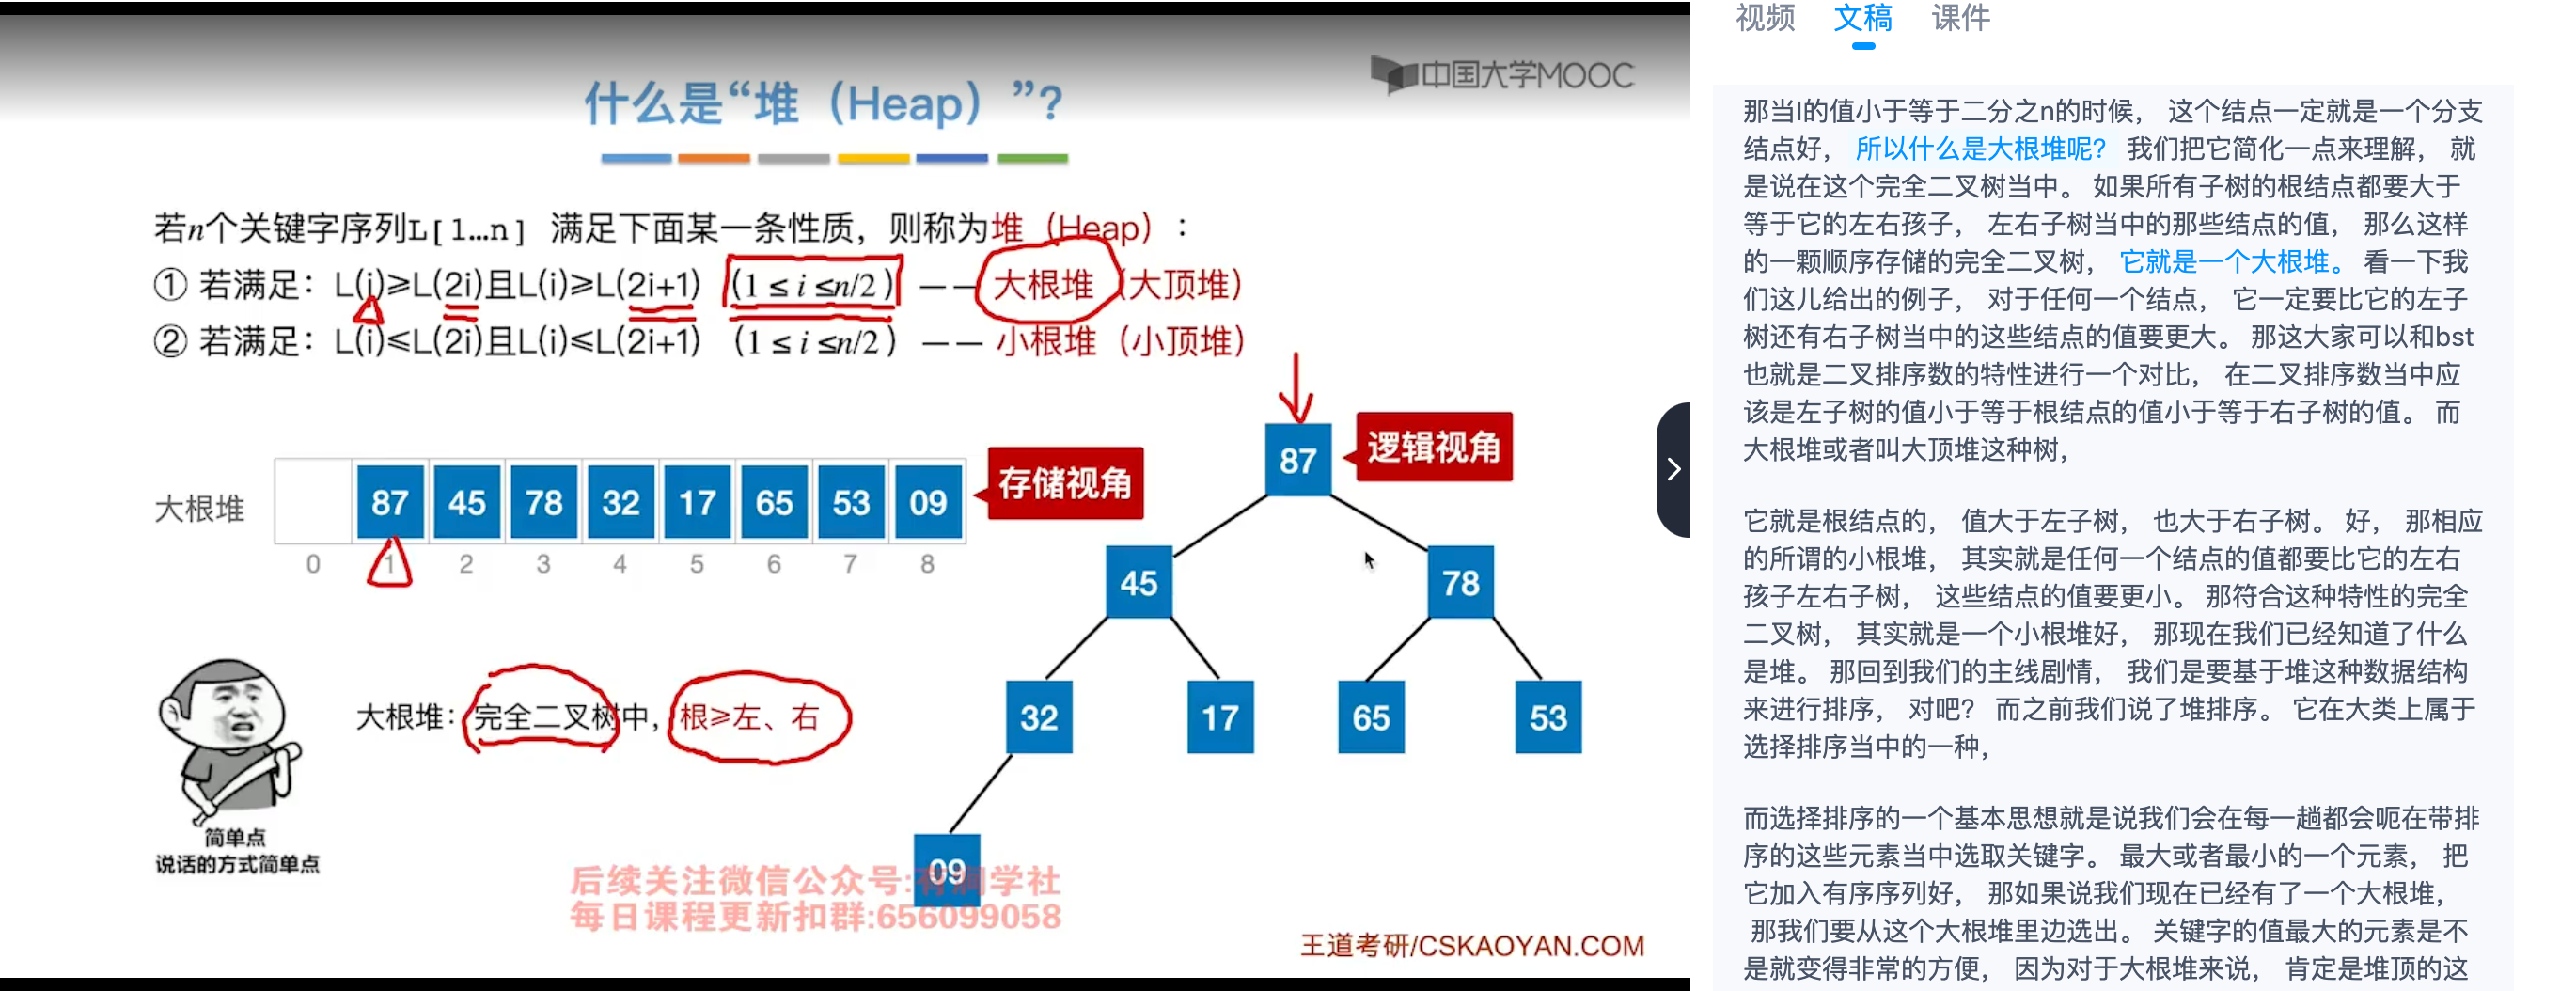 中国大学MOOC
什么是“堆（Heap）”?
若n个关键字序列L[1…n] 满足下面某一条性质，则称为堆（Heap）：
① 若满足：L(i)≥L(2i)且L(i)≥L(2i+1) （1 ≤ i ≤n/2 ） —— 大根堆（大顶堆）
② 若满足：L(i)≤L(2i)且L(i)≤L(2i+1) （1 ≤ i ≤n/2 ） —— 小根堆（小顶堆）
大根堆
87 45 78 32 17 65 53 09
0 1 2 3 4 5 6 7 8
存储视角
逻辑视角
87
45 78
32 17 65 53
09
大根堆：完全二叉树中，根≥左、右
简单点
说话的方式简单点
后续关注微信公众号:有洞学社
每日课程更新扣群:656099058
王道考研/CSKAOYAN.COM
视频 文稿 课件
那当I的值小于等于二分之n的时候， 这个结点一定就是一个分支
结点好， 所以什么是大根堆呢? 我们把它简化一点来理解， 就
是说在这个完全二叉树当中。 如果所有子树的根结点都要大于
等于它的左右孩子， 左右子树当中的那些结点的值， 那么这样
的一颗顺序存储的完全二叉树， 它就是一个大根堆。 看一下我
们这儿给出的例子， 对于任何一个结点， 它一定要比它的左子
树还有右子树当中的这些结点的值要更大。 那这大家可以和bst
也就是二叉排序数的特性进行一个对比， 在二叉排序数当中应
该是左子树的值小于等于根结点的值小于等于右子树的值。 而
大根堆或者叫大顶堆这种树，
它就是根结点的， 值大于左子树， 也大于右子树。 好， 那相应
的所谓的小根堆， 其实就是任何一个结点的值都要比它的左右
孩子左右子树， 这些结点的值要更小。 那符合这种特性的完全
二叉树， 其实就是一个小根堆好， 那现在我们已经知道了什么
是堆。 那回到我们的主线剧情， 我们是要基于堆这种数据结构
来进行排序， 对吧? 而之前我们说了堆排序。 它在大类上属于
选择排序当中的一种，
而选择排序的一个基本思想就是说我们会在每一趟都会呃在带排
序的这些元素当中选取关键字。 最大或者最小的一个元素， 把
它加入有序序列好， 那如果说我们现在已经有了一个大根堆，
那我们要从这个大根堆里边选出。 关键字的值最大的元素是不
是就变得非常的方便， 因为对于大根堆来说， 肯定是堆顶的这